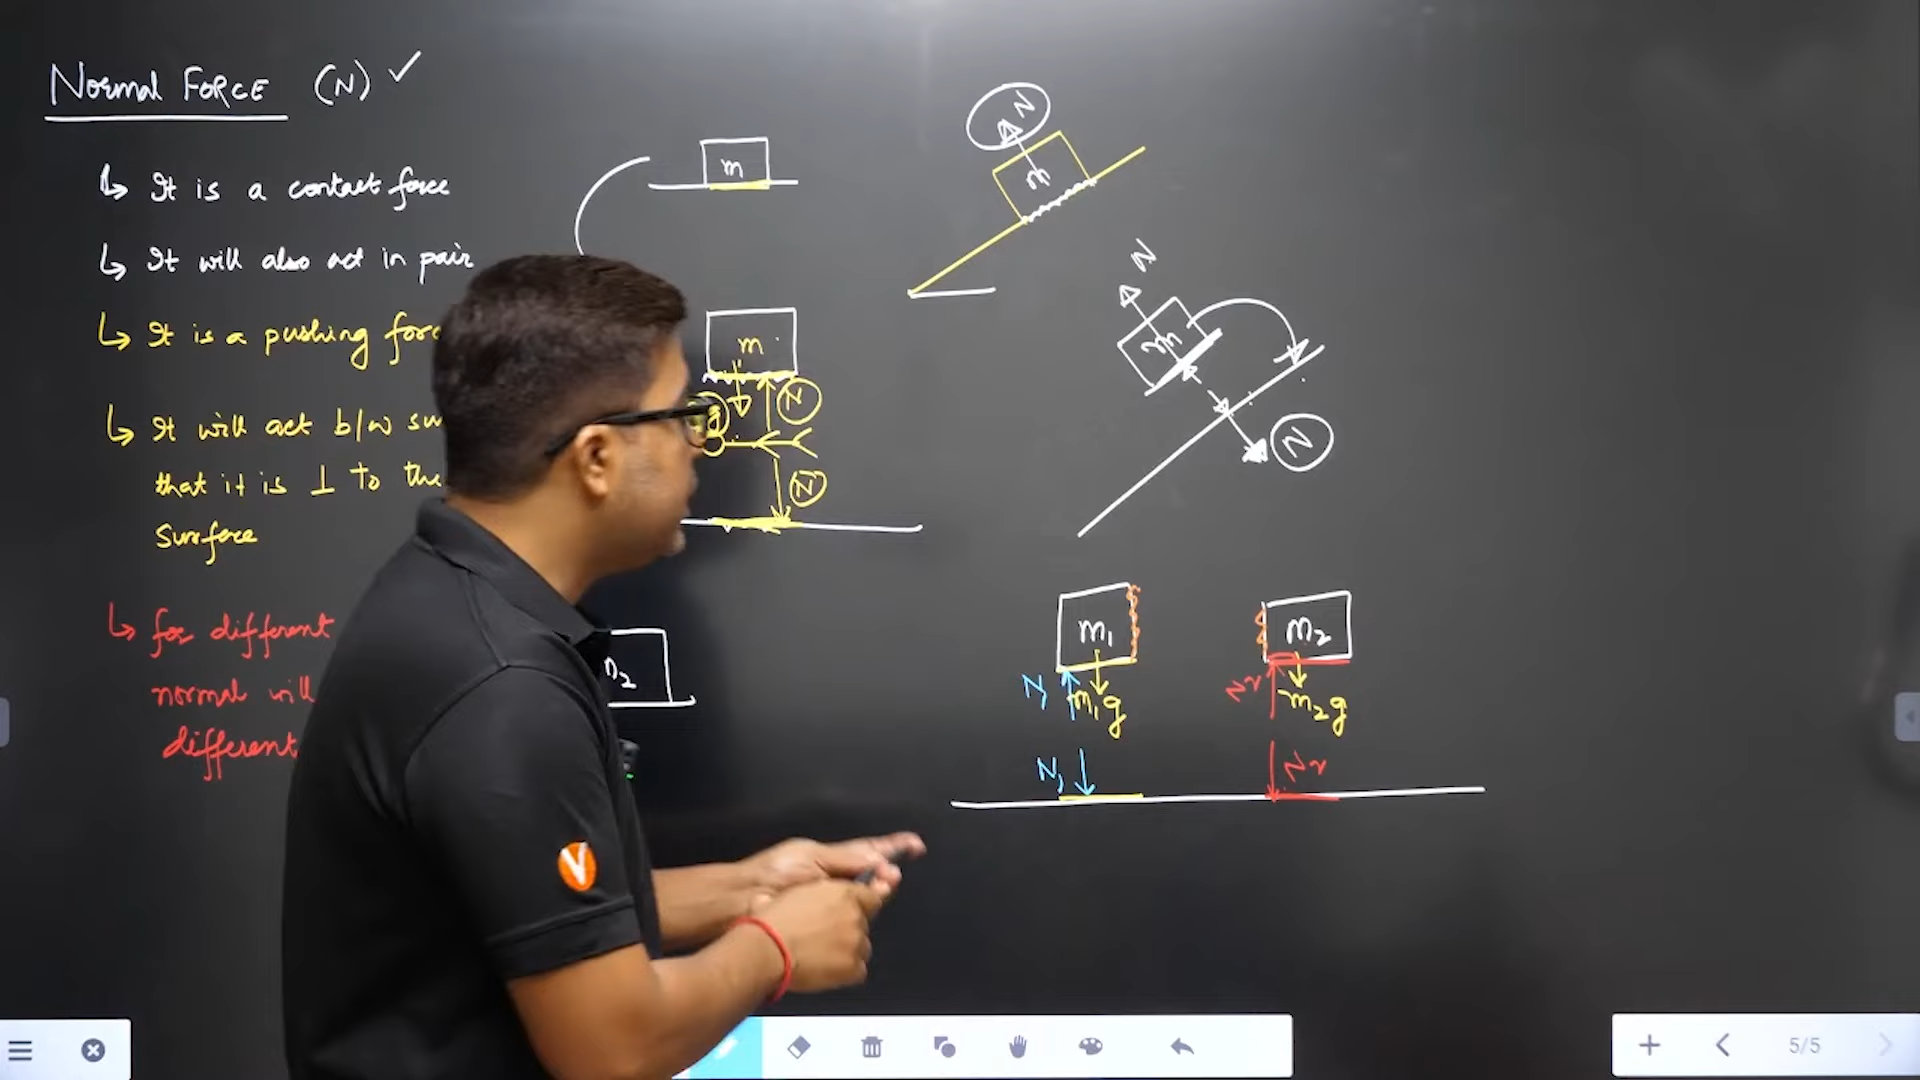 Normal FORCE (N) ✓
↳ It is a contact force
↳ It will also act in pair
↳ It is a pushing
↳ It will act b/w
that it is ⊥ to the
Surface
↳ for different
normal will
different
m
m
N
N
N
m
N
m
N
m₁
m₂
N₁
m₁g
N₂
m₂g
N₁
N₂
V
5/5